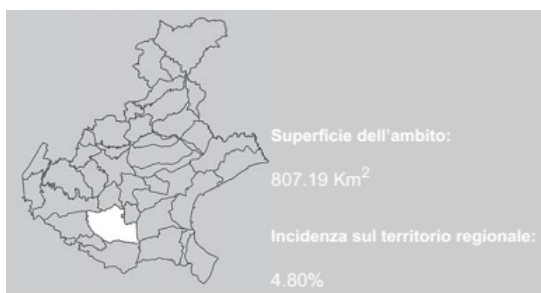 Superficie dell'ambito:
807.19 Km²
Incidenza sul territorio regionale:
4.80%